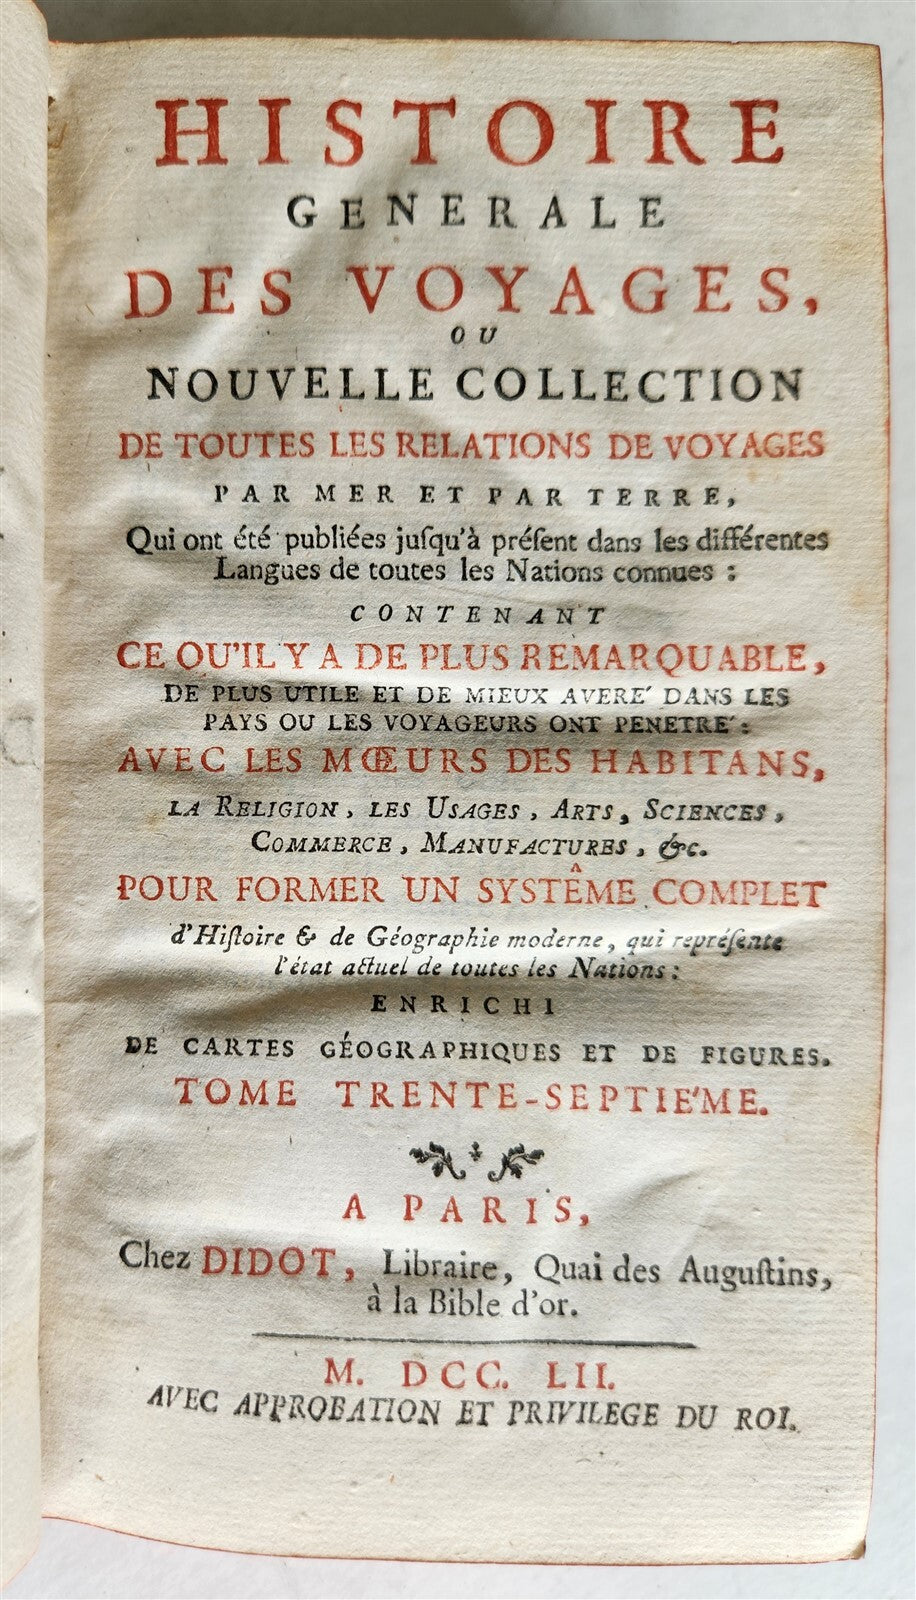 HISTOIRE
GENERALE
DES VOYAGES,
OU
NOUVELLE COLLECTION
DE TOUTES LES RELATIONS DE VOYAGES
PAR MER ET PAR TERRE,
Qui ont été publiées juſqu'à préſent dans les différentes
Langues de toutes les Nations connues :
CONTENANT
CE QU'IL Y A DE PLUS REMARQUABLE,
DE PLUS UTILE ET DE MIEUX AVERE' DANS LES
PAYS OU LES VOYAGEURS ONT PENETRE' :
AVEC LES MŒURS DES HABITANS,
LA RELIGION, LES USAGES, ARTS, SCIENCES,
COMMERCE, MANUFACTURES, &c.
POUR FORMER UN SYSTÊME COMPLET
d'Hiſtoire & de Géographie moderne, qui repréſente
l'état actuel de toutes les Nations :
ENRICHI
DE CARTES GÉOGRAPHIQUES ET DE FIGURES.
TOME TRENTE-SEPTIE'ME.
A PARIS,
Chez DIDOT, Libraire, Quai des Auguſtins,
à la Bible d'or.
M. DCC. LII.
AVEC APPROBATION ET PRIVILEGE DU ROI.